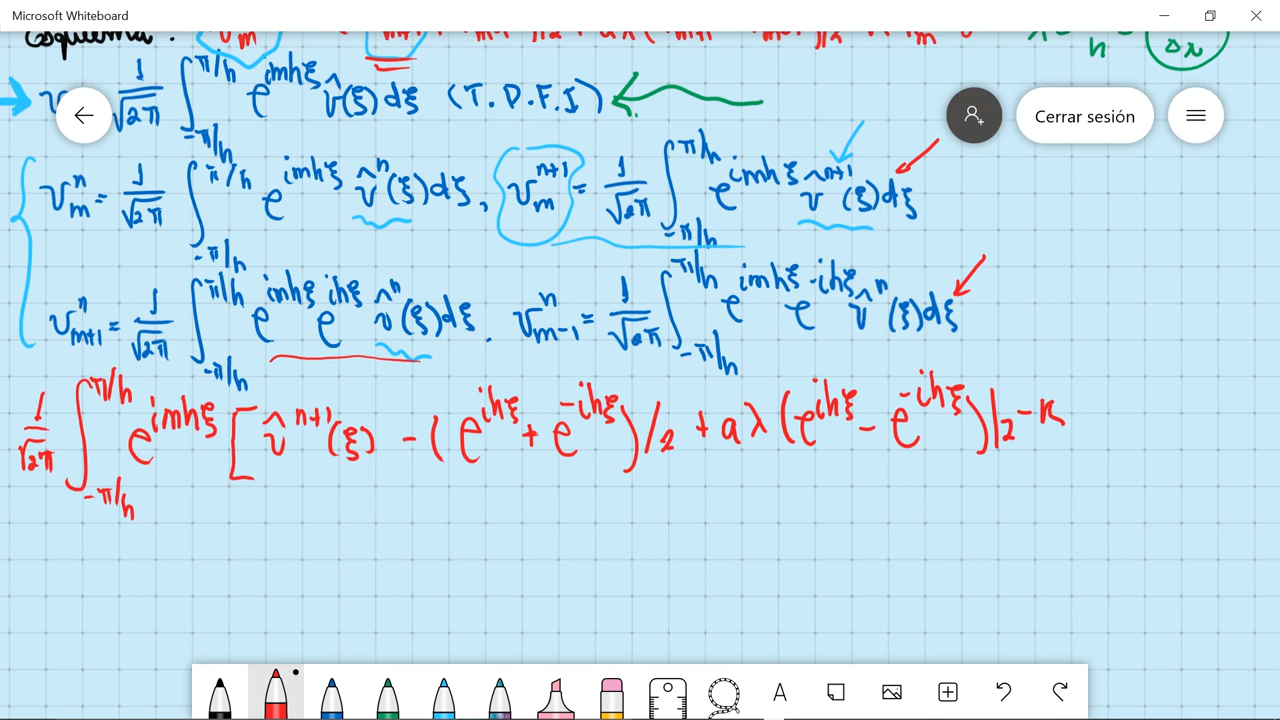 Microsoft Whiteboard
Esquema:
1/√2π ∫_{-π/h}^{π/h} e^{imhξ} v̂(ξ)dξ (T.D.F.I)
Cerrar sesión
v_m^n = 1/√2π ∫_{-π/h}^{π/h} e^{imhξ} v̂^n(ξ)dξ, v_m^{n+1} = 1/√2π ∫_{-π/h}^{π/h} e^{imhξ} v̂^{n+1}(ξ)dξ
v_{m+1}^n = 1/√2π ∫_{-π/h}^{π/h} e^{imhξ} e^{ihξ} v̂^n(ξ)dξ. v_{m-1}^n = 1/√2π ∫_{-π/h}^{π/h} e^{imhξ} e^{-ihξ} v̂^n(ξ)dξ
1/√2π ∫_{-π/h}^{π/h} e^{imhξ} [v̂^{n+1}(ξ) - (e^{ihξ} + e^{-ihξ})/2 + aλ(e^{ihξ} - e^{-ihξ})/2 - k
A